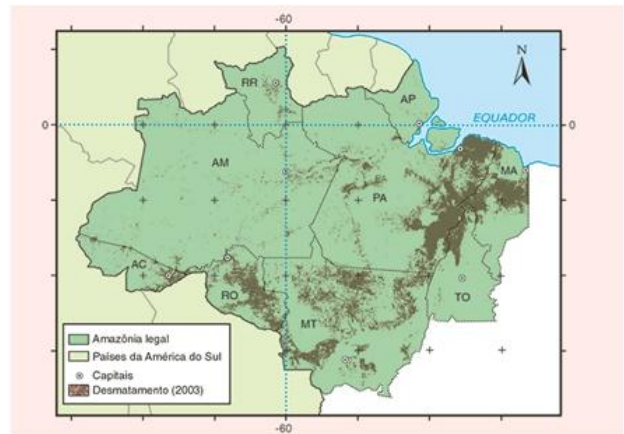 -60
N
RR
AP
EQUADOR
0
0
AM
PA
MA
AC
RO
TO
MT
Amazônia legal
Países da América do Sul
Capitais
Desmatamento (2003)
-60